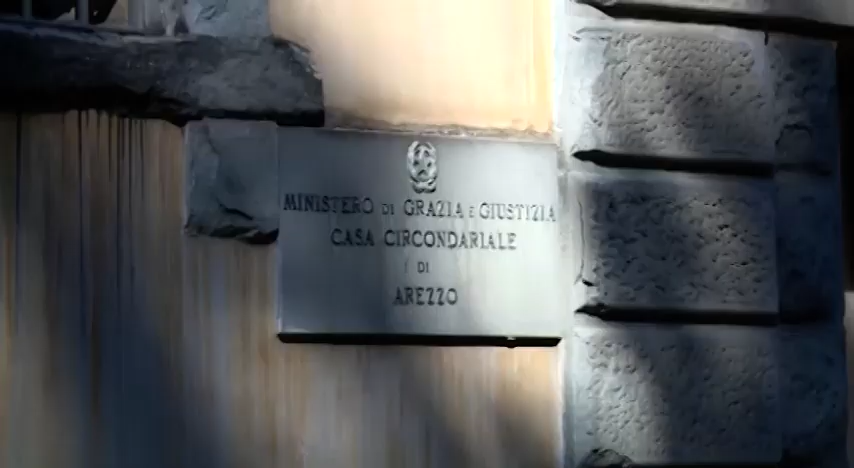 MINISTERO DI GRAZIA E GIUSTIZIA
CASA CIRCONDARIALE
DI
AREZZO